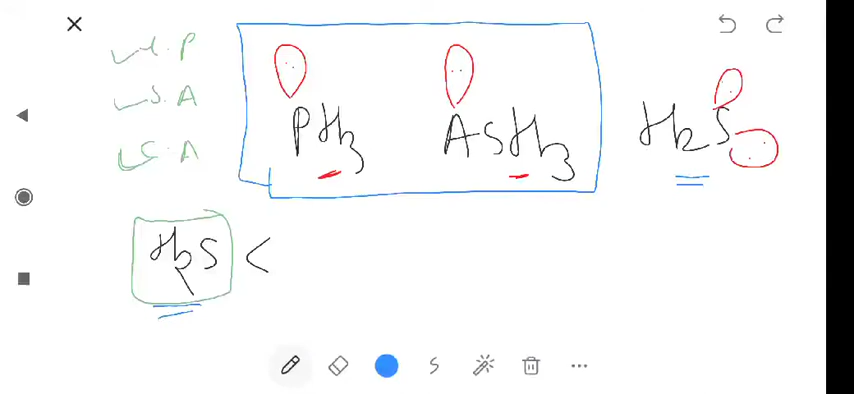 L.P
PH3 AsH3 H2S
S.A
C.A
H2S <
S